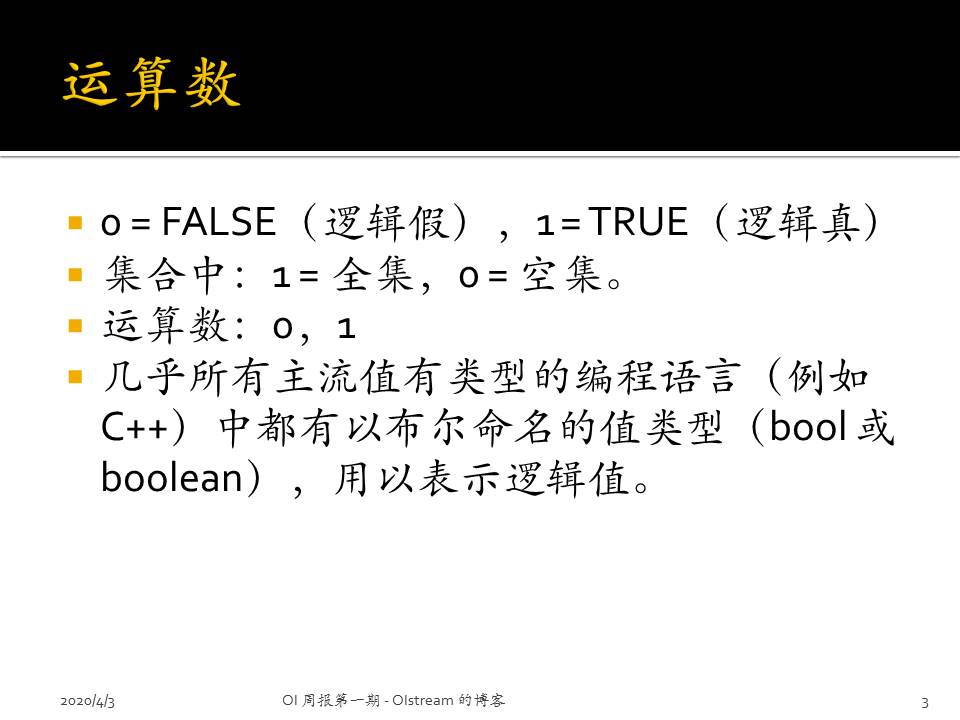 运算数
0 = FALSE（逻辑假），1 = TRUE（逻辑真）
集合中：1 = 全集，0 = 空集。
运算数：0，1
几乎所有主流值有类型的编程语言（例如
C++）中都有以布尔命名的值类型（bool 或
boolean），用以表示逻辑值。
2020/4/3 OI 周报第一期 - OIstream 的博客 3